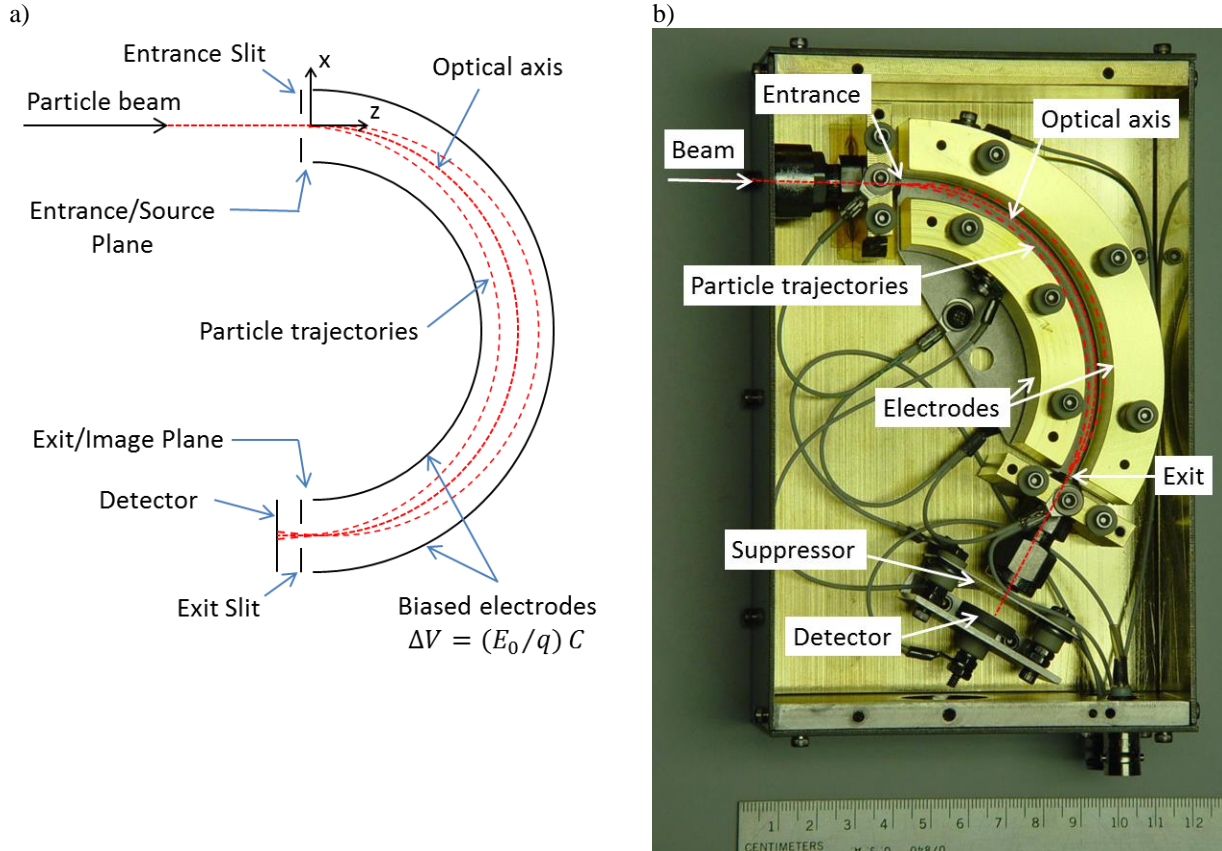 a)
Entrance Slit
x
Optical axis
Particle beam
z
Entrance/Source
Plane
Particle trajectories
Exit/Image Plane
Detector
Exit Slit
Biased electrodes
ΔV = (E₀/q) C
b)
Entrance
Optical axis
Beam
Particle trajectories
Electrodes
Exit
Suppressor
Detector
1 2 3 4 5 6 7 8 9 10 11 12
CENTIMETERS